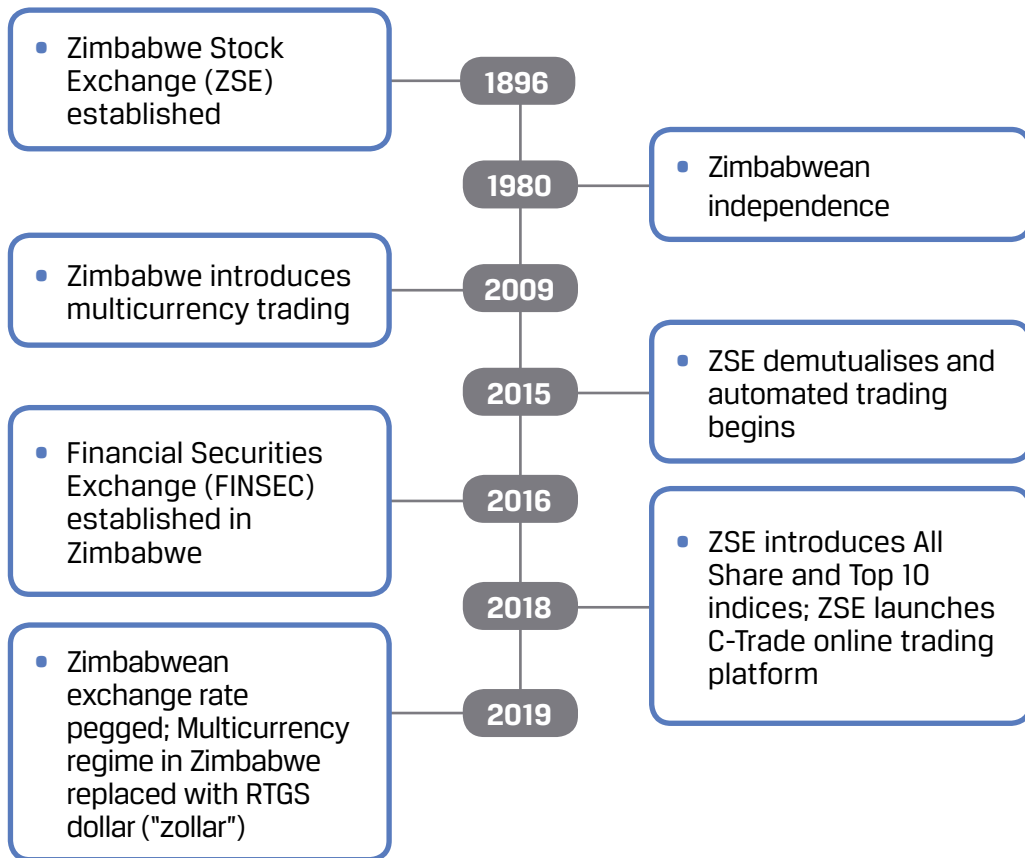 • Zimbabwe Stock
Exchange (ZSE)
established
1896
1980
• Zimbabwean
independence
• Zimbabwe introduces
multicurrency trading
2009
2015
• ZSE demutualises and
automated trading
begins
• Financial Securities
Exchange (FINSEC)
established in
Zimbabwe
2016
2018
• ZSE introduces All
Share and Top 10
indices; ZSE launches
C-Trade online trading
platform
• Zimbabwean
exchange rate
pegged; Multicurrency
regime in Zimbabwe
replaced with RTGS
dollar ("zollar")
2019